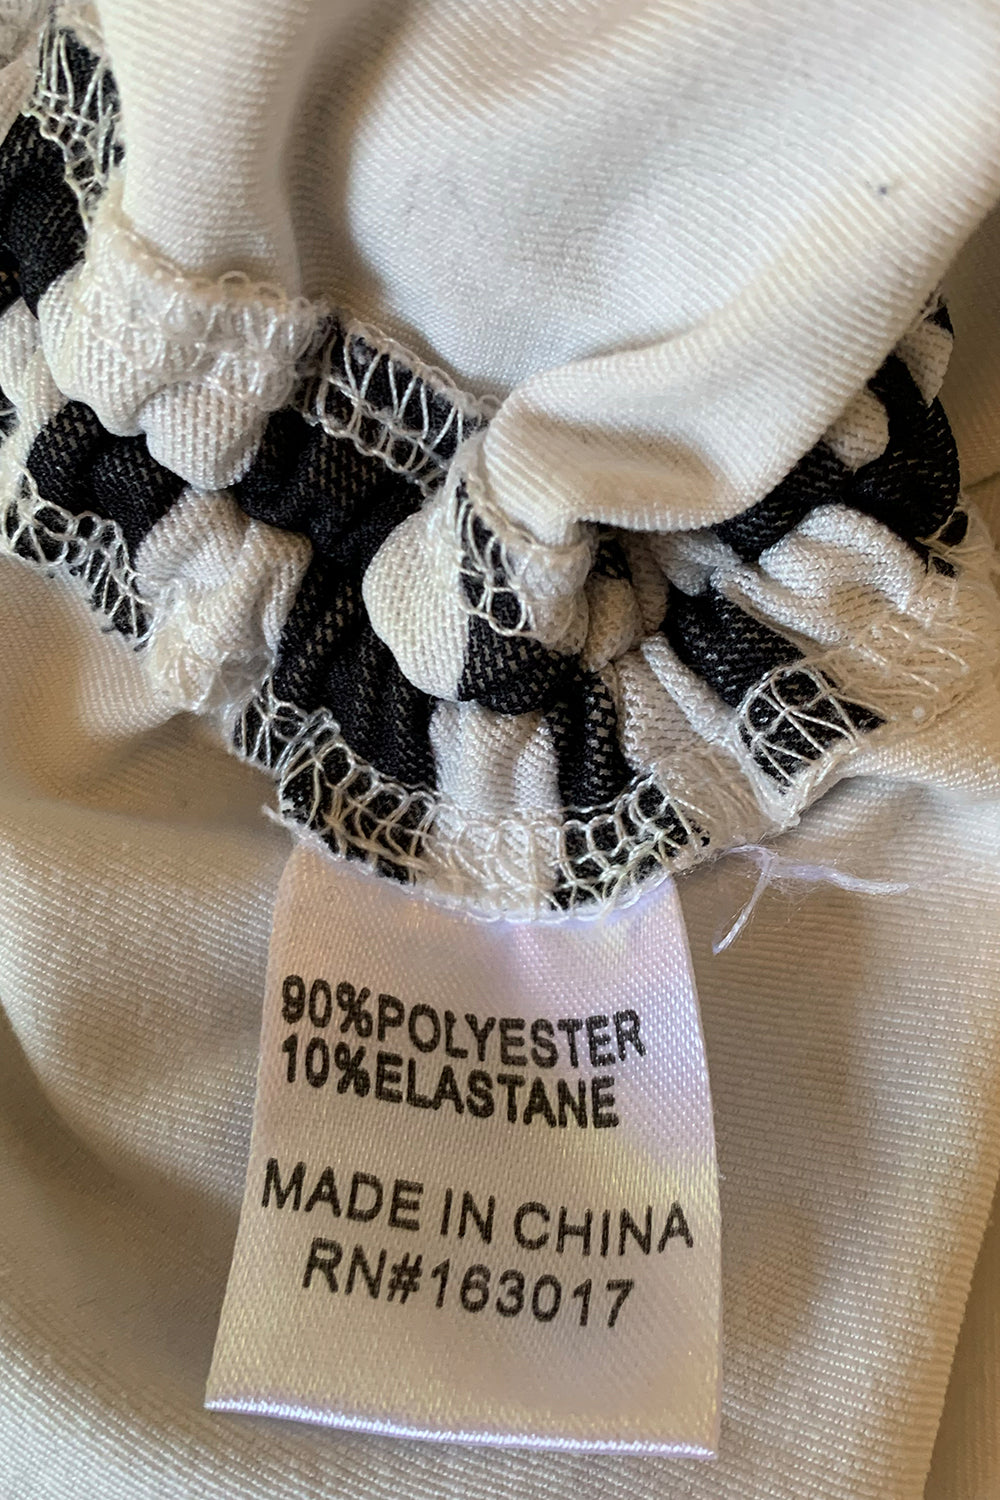 90%POLYESTER
10%ELASTANE
MADE IN CHINA
RN#163017